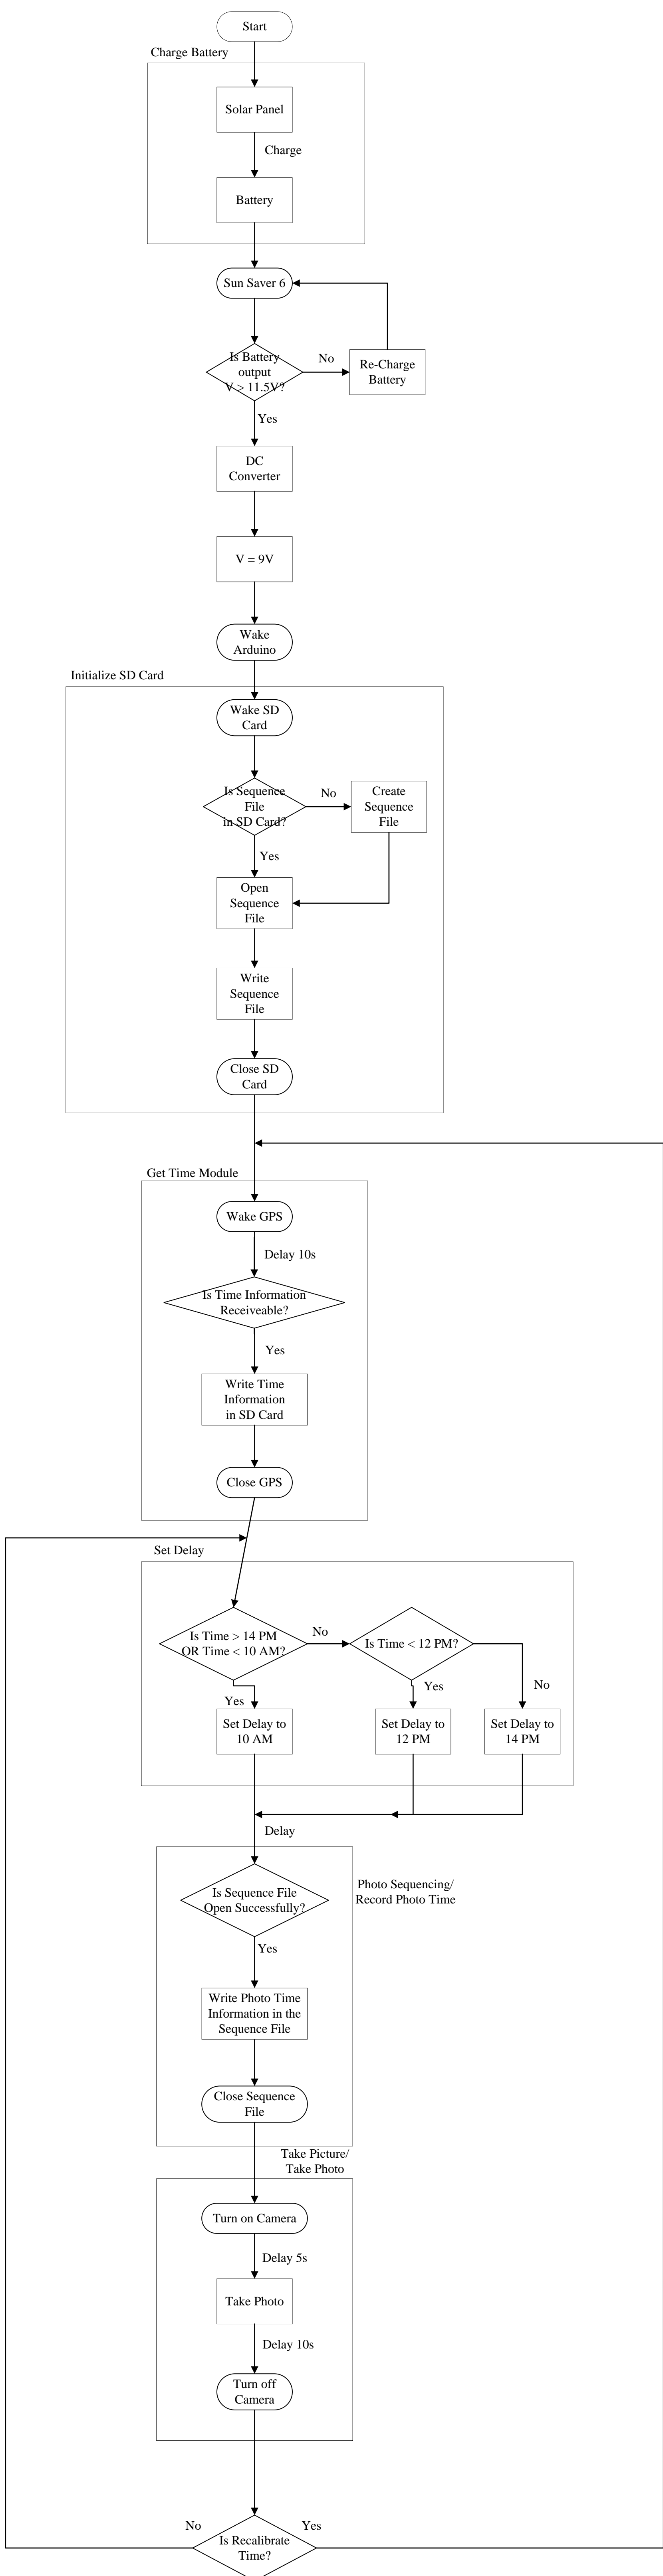 Start
Charge Battery
Solar Panel
Charge
Battery
Sun Saver 6
Is Battery
output
V > 11.5V?
No
Re-Charge
Battery
Yes
DC
Converter
V = 9V
Wake
Arduino
Initialize SD Card
Wake SD
Card
Is Sequence
File
in SD Card?
No
Create
Sequence
File
Yes
Open
Sequence
File
Write
Sequence
File
Close SD
Card
Get Time Module
Wake GPS
Delay 10s
Is Time Information
Receiveable?
Yes
Write Time
Information
in SD Card
Close GPS
Set Delay
Is Time > 14 PM
OR Time < 10 AM?
No
Is Time < 12 PM?
Yes
Yes
No
Set Delay to
10 AM
Set Delay to
12 PM
Set Delay to
14 PM
Delay
Is Sequence File
Open Successfully?
Photo Sequencing/
Record Photo Time
Yes
Write Photo Time
Information in the
Sequence File
Close Sequence
File
Take Picture/
Take Photo
Turn on Camera
Delay 5s
Take Photo
Delay 10s
Turn off
Camera
No
Yes
Is Recalibrate
Time?